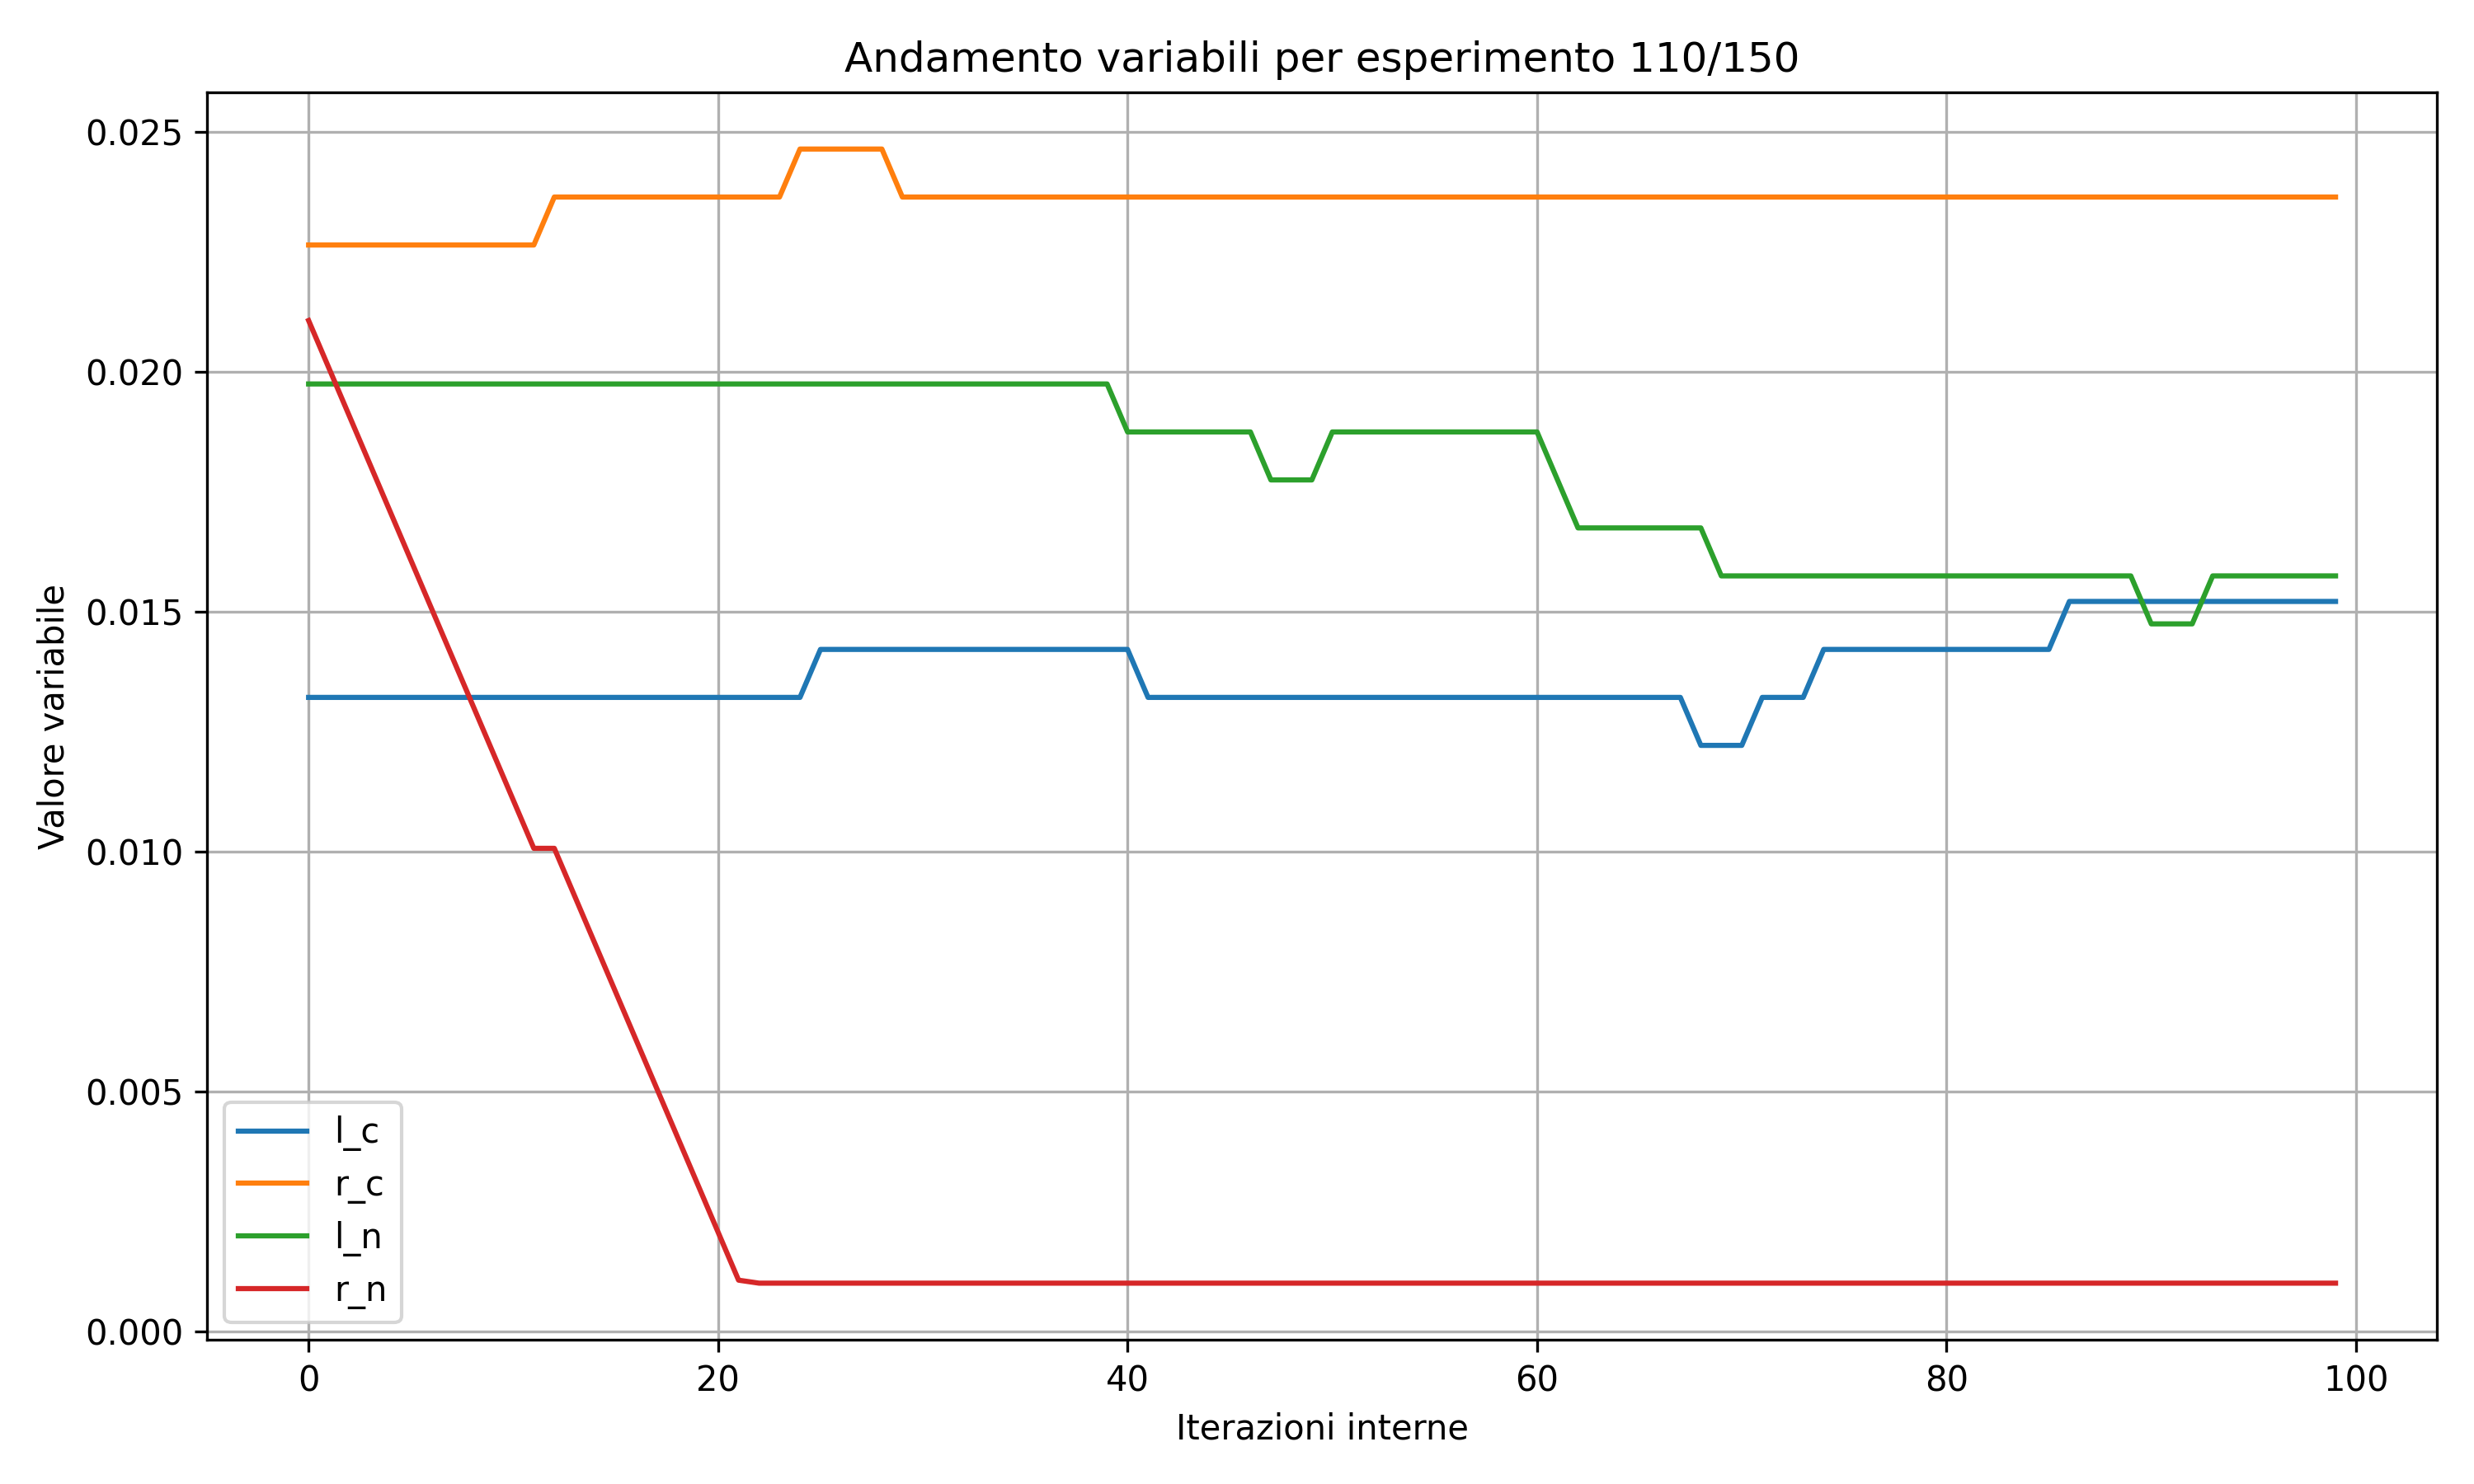 Andamento variabili per esperimento 110/150
Valore variabile
0.025
0.020
0.015
0.010
0.005
0.000
l_c
r_c
l_n
r_n
0 20 40 60 80 100
Iterazioni interne